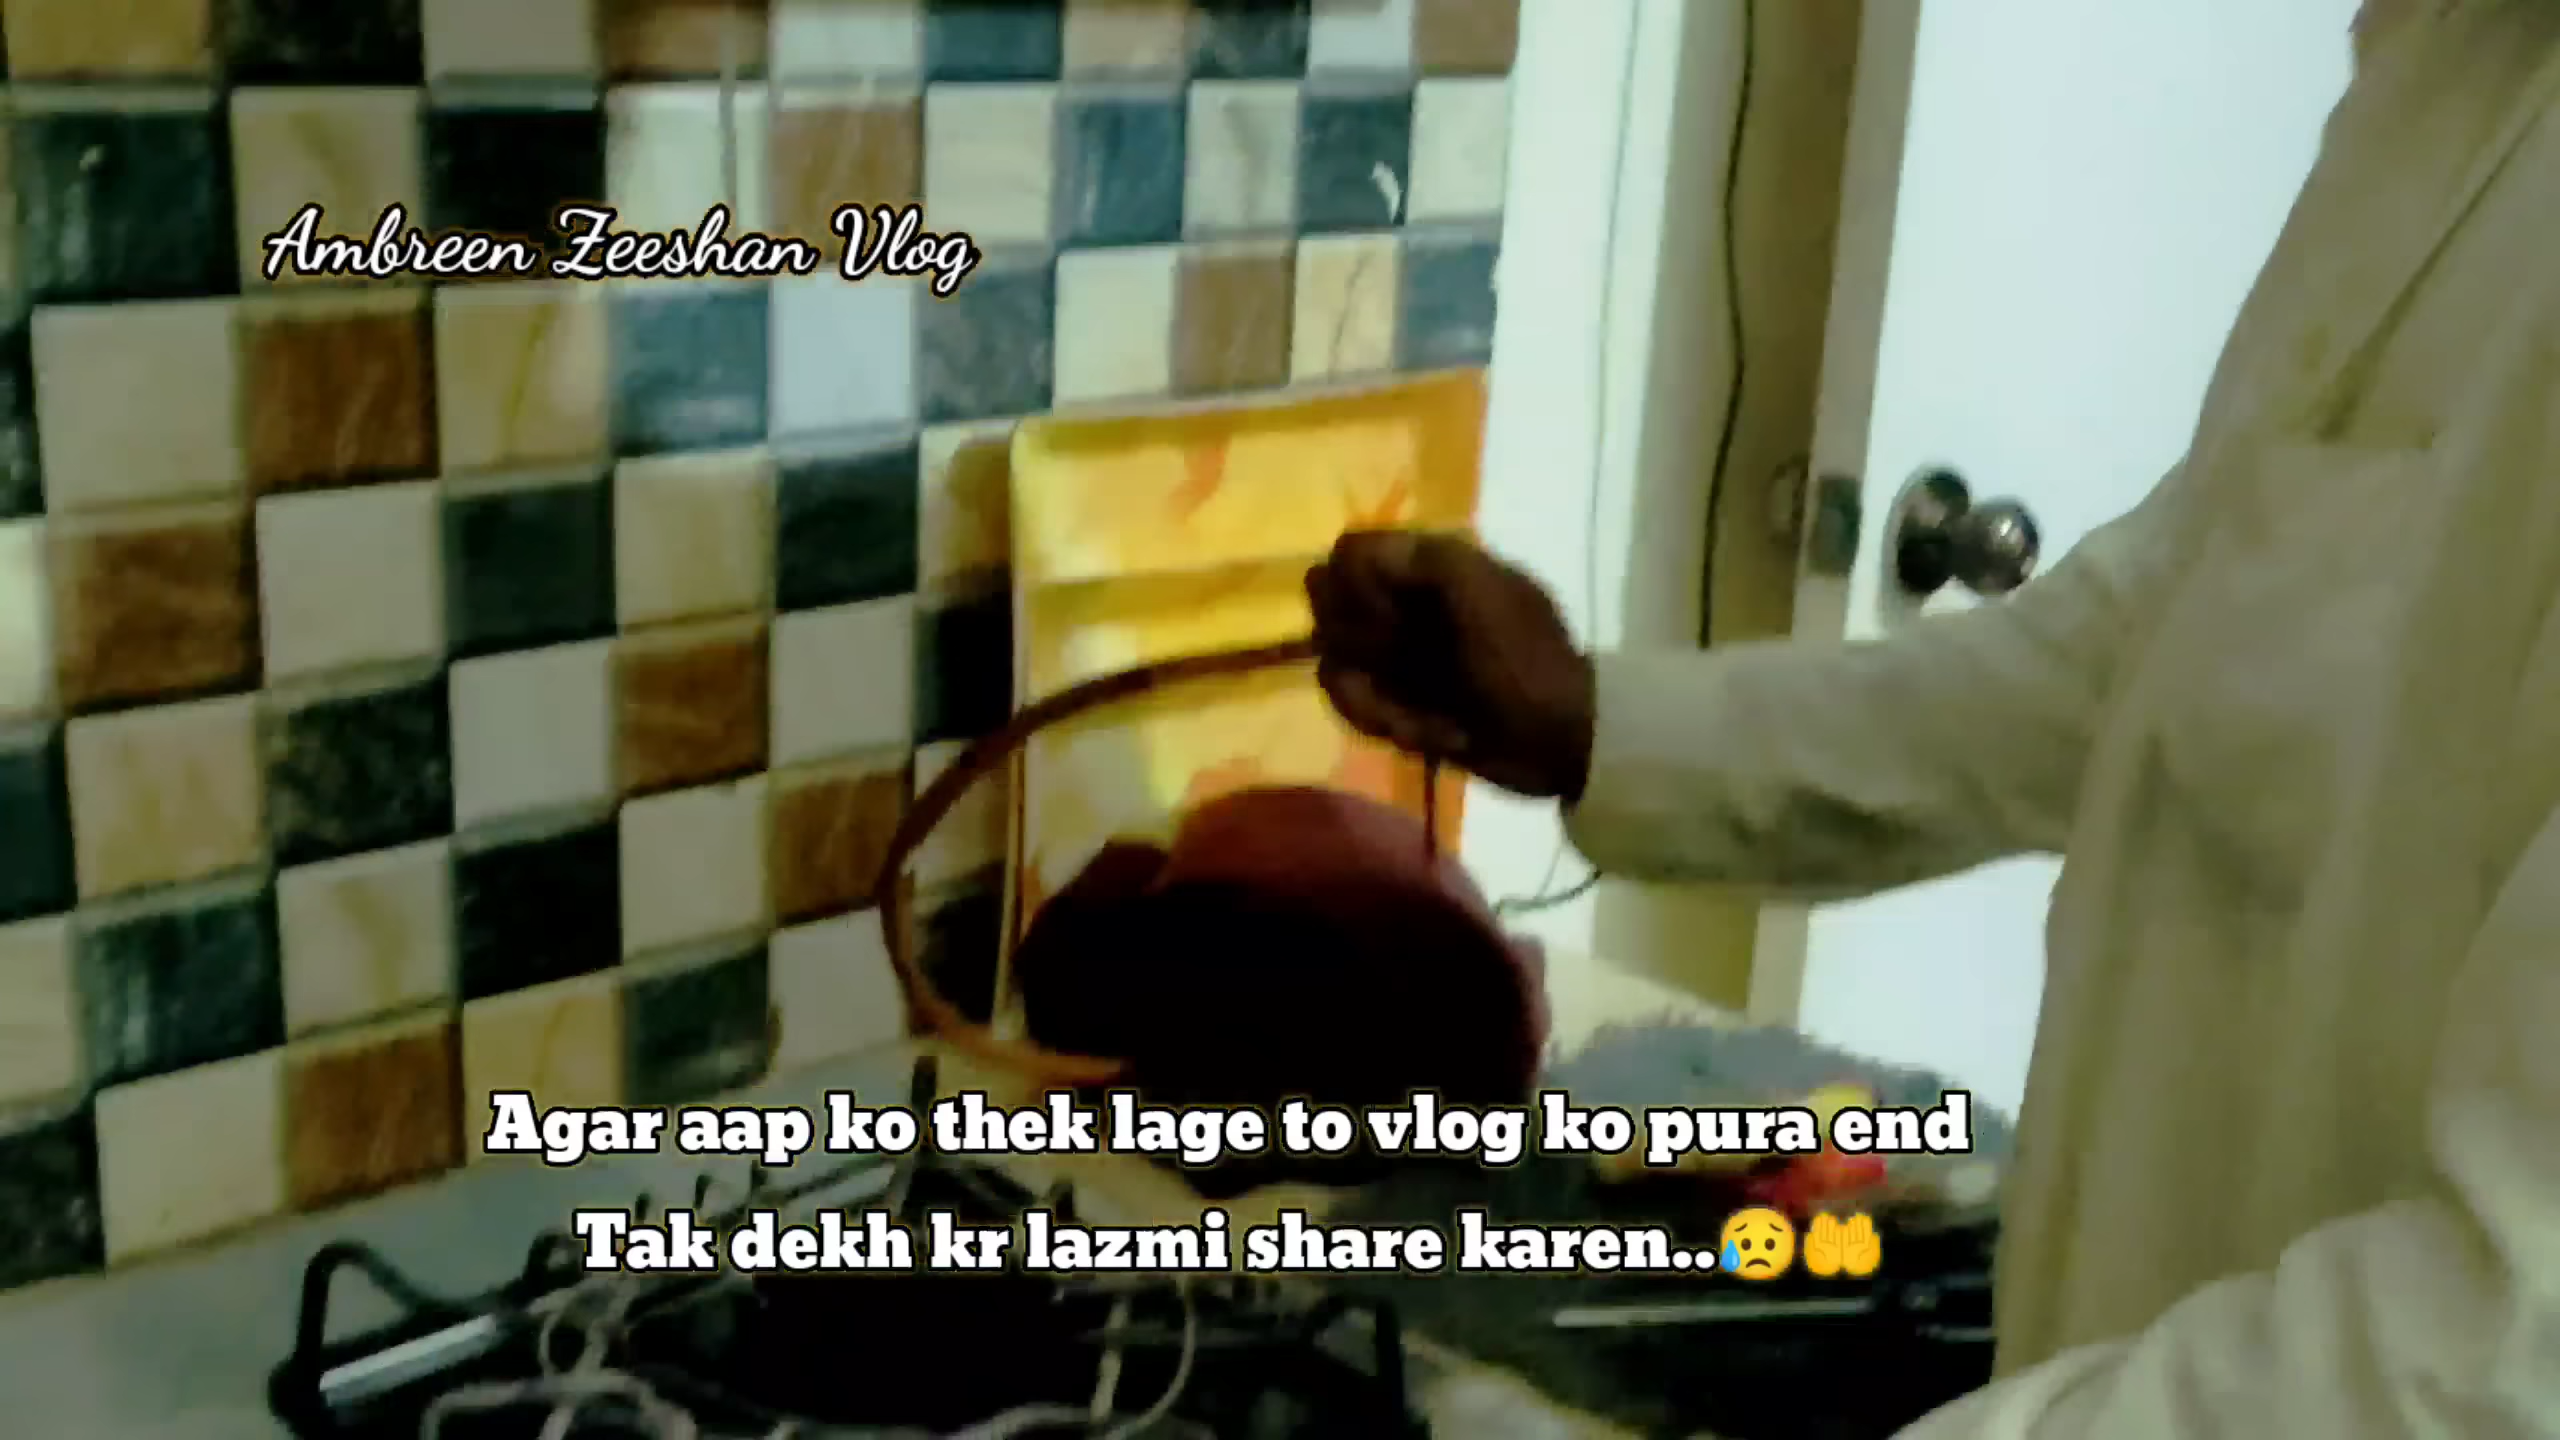 Ambreen Zeeshan Vlog
Agar aap ko thek lage to vlog ko pura end
Tak dekh kr lazmi share karen..😥🤲